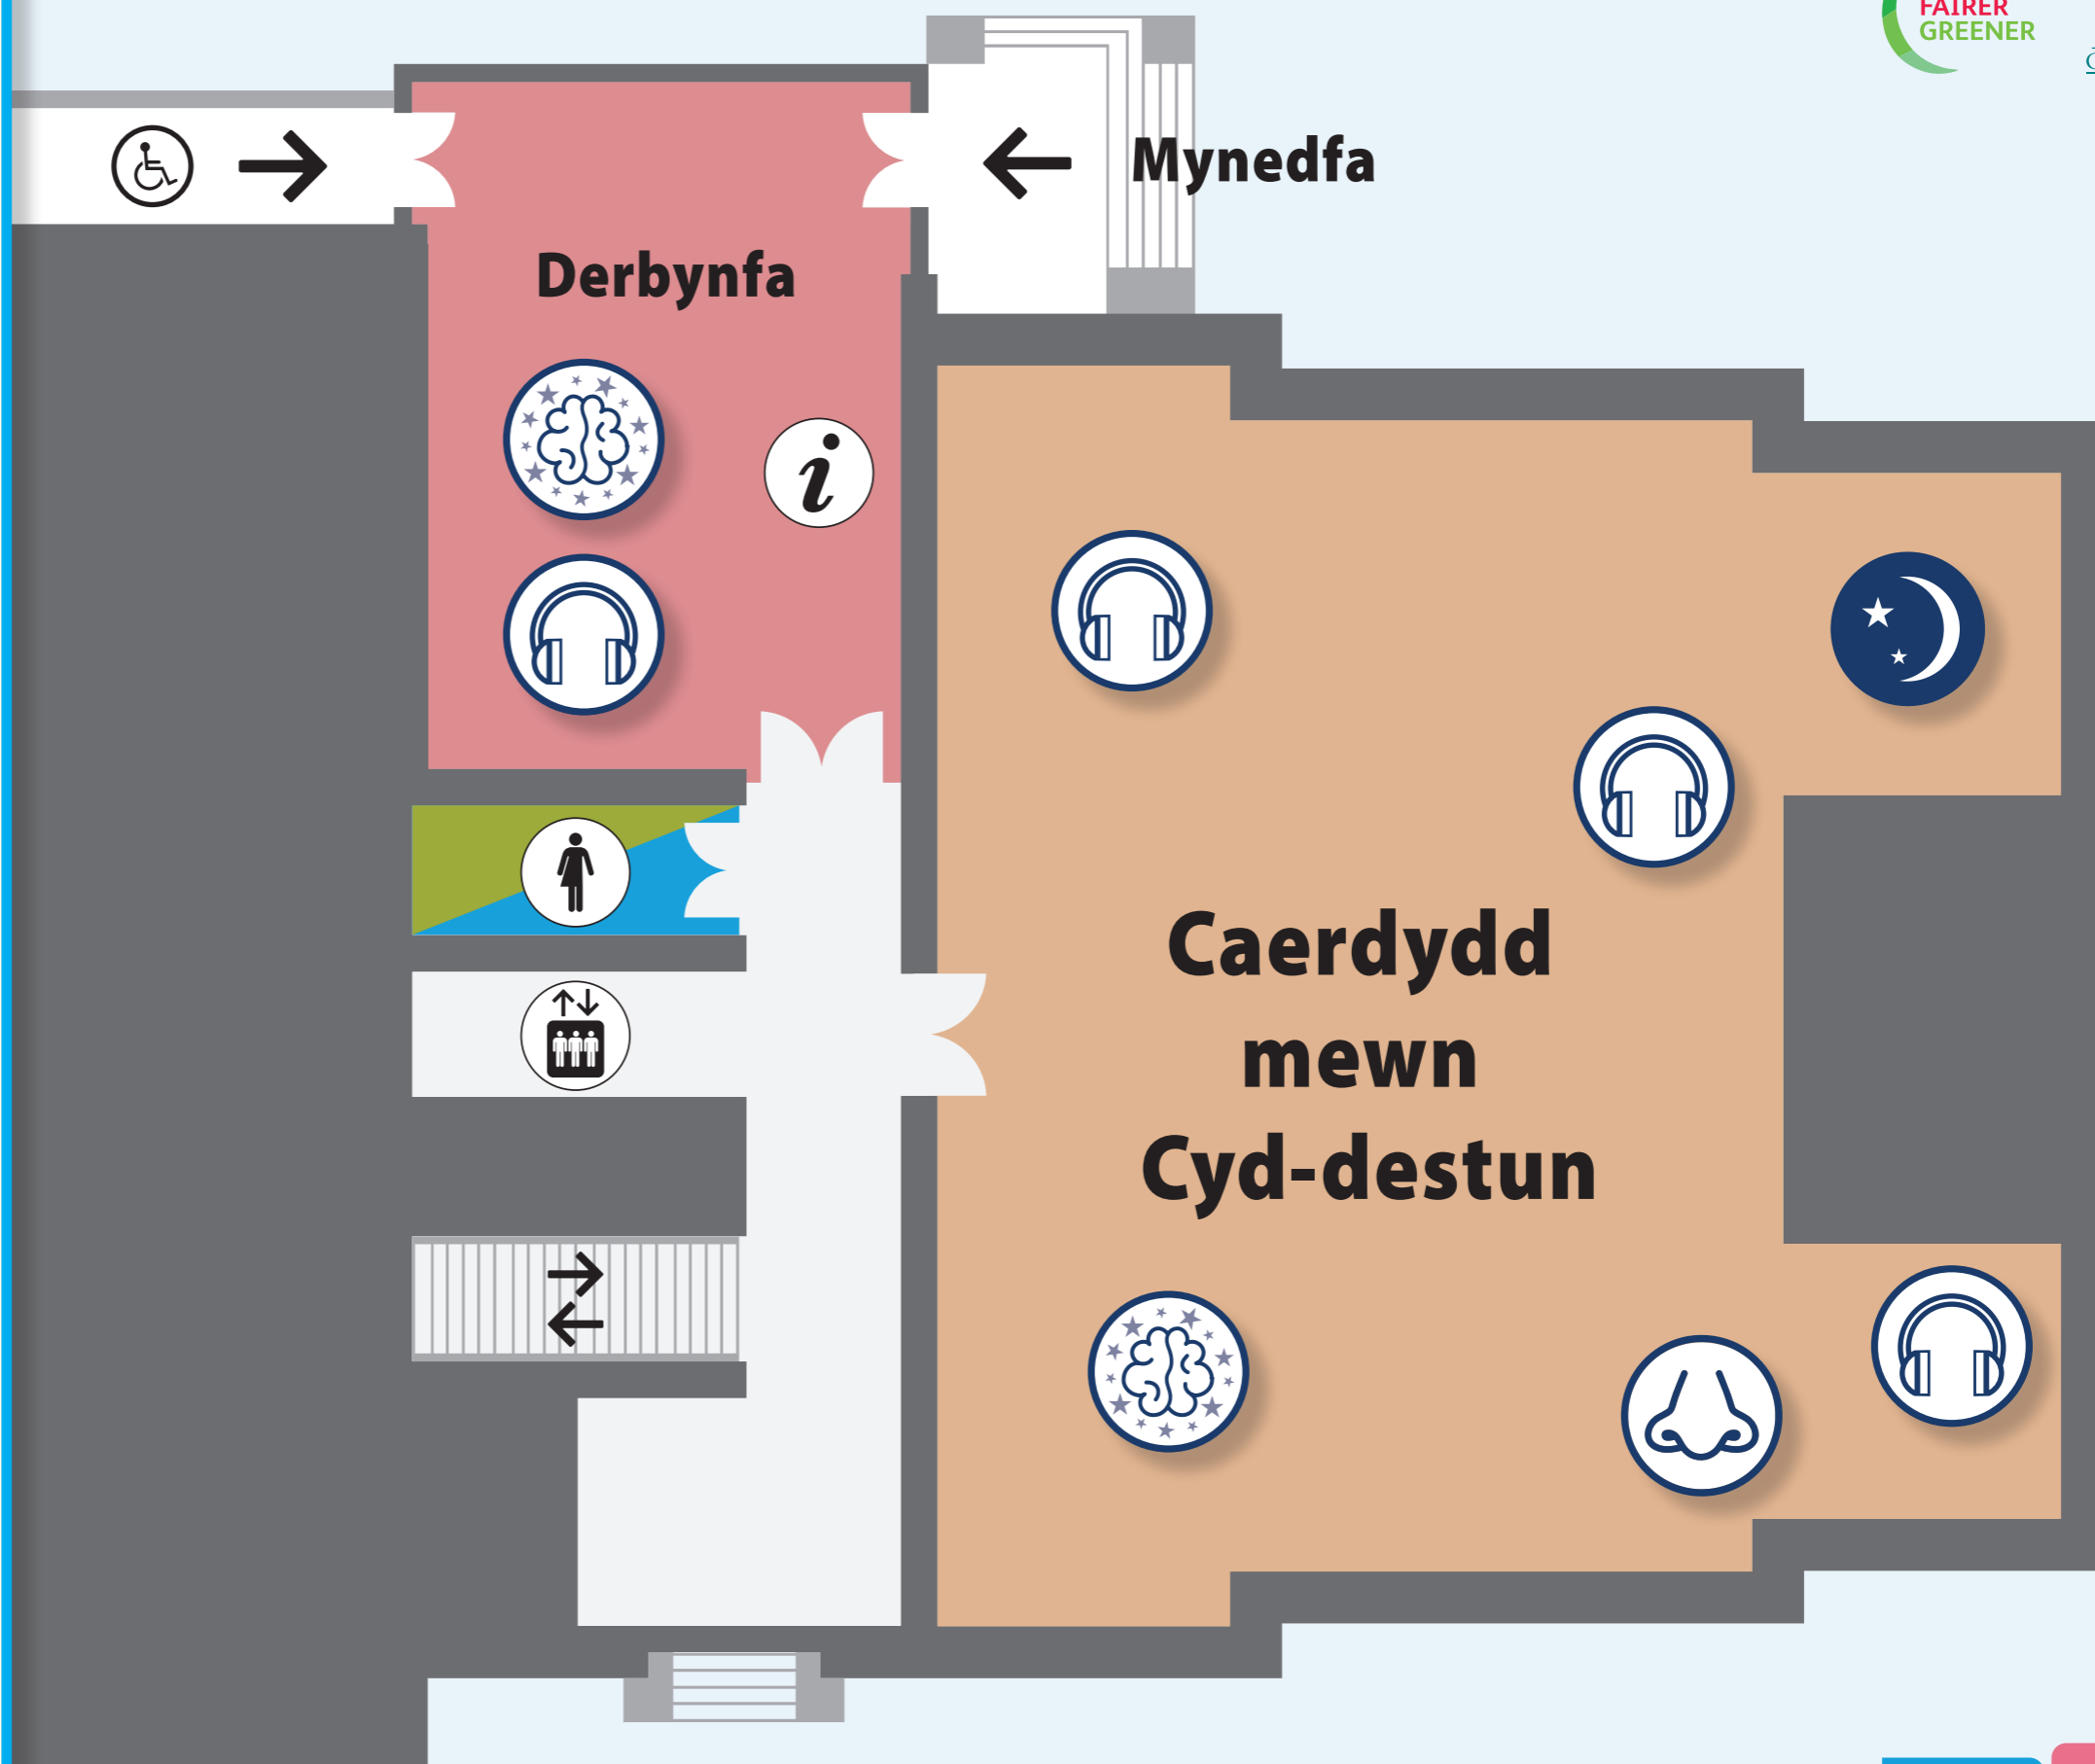 FAIRER
GREENER
Mynedfa
Derbynfa
i
Caerdydd
mewn
Cyd-destun